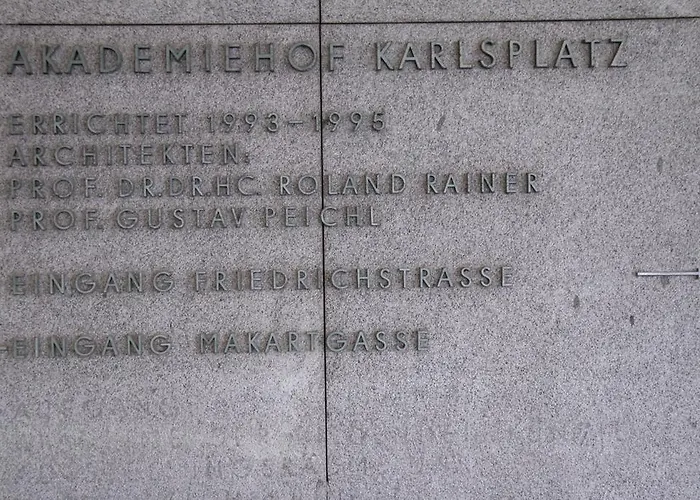 AKADEMIEHOF KARLSPLATZ
ERRICHTET 1993–1995
ARCHITEKTEN:
PROF. DR.DR.HC. ROLAND RAINER
PROF. GUSTAV PEICHL
EINGANG FRIEDRICHSTRASSE
EINGANG MAKARTGASSE